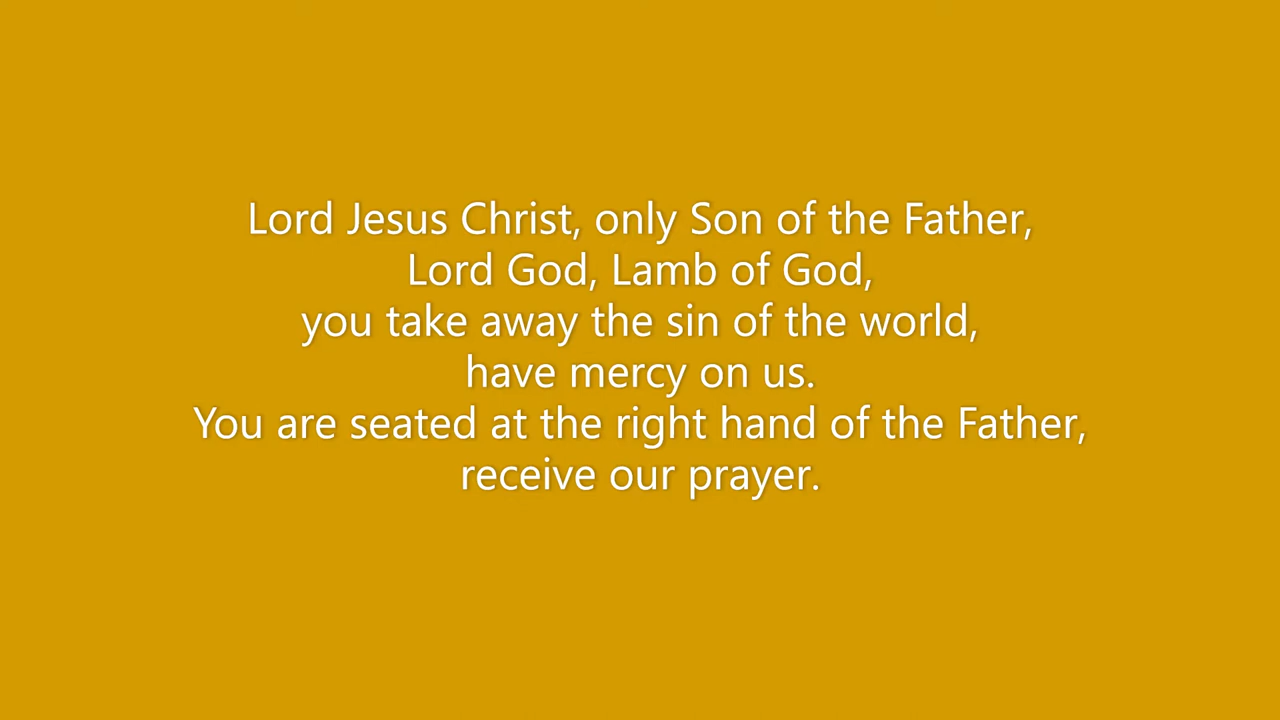 Lord Jesus Christ, only Son of the Father,
Lord God, Lamb of God,
you take away the sin of the world,
have mercy on us.
You are seated at the right hand of the Father,
receive our prayer.